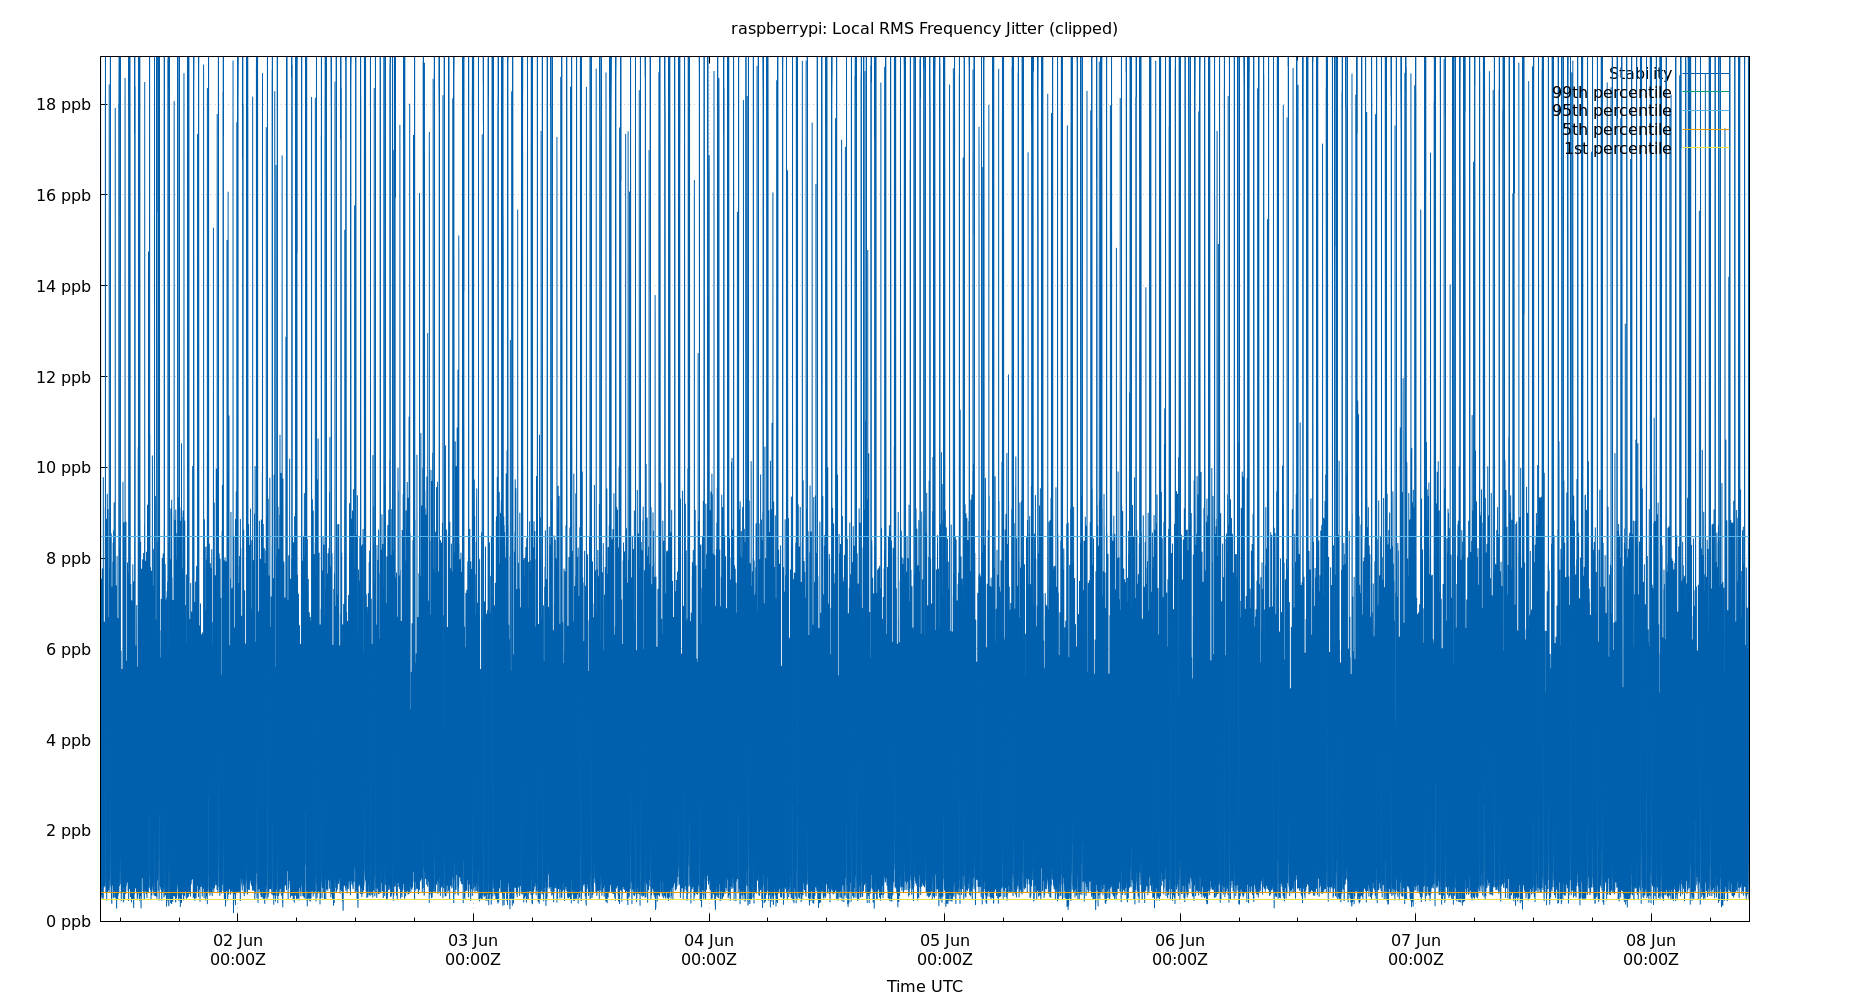 raspberrypi: Local RMS Frequency Jitter (clipped)
Stability
99th percentile
95th percentile
5th percentile
1st percentile
18 ppb
16 ppb
14 ppb
12 ppb
10 ppb
8 ppb
6 ppb
4 ppb
2 ppb
0 ppb
02 Jun 03 Jun 04 Jun 05 Jun 06 Jun 07 Jun 08 Jun
00:00Z 00:00Z 00:00Z 00:00Z 00:00Z 00:00Z 00:00Z
Time UTC